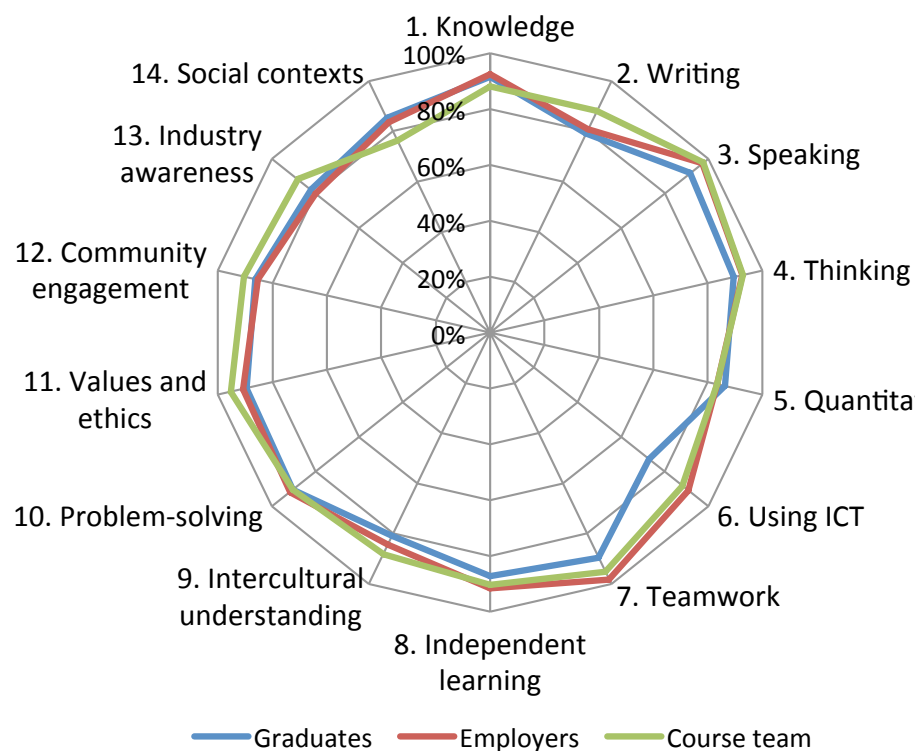 1. Knowledge
100%
14. Social contexts
2. Writing
80%
13. Industry
awareness
3. Speaking
60%
12. Community
engagement
40%
4. Thinking
20%
0%
11. Values and
ethics
5. Quantita
10. Problem-solving
6. Using ICT
9. Intercultural
understanding
7. Teamwork
8. Independent
learning
Graduates
Employers
Course team